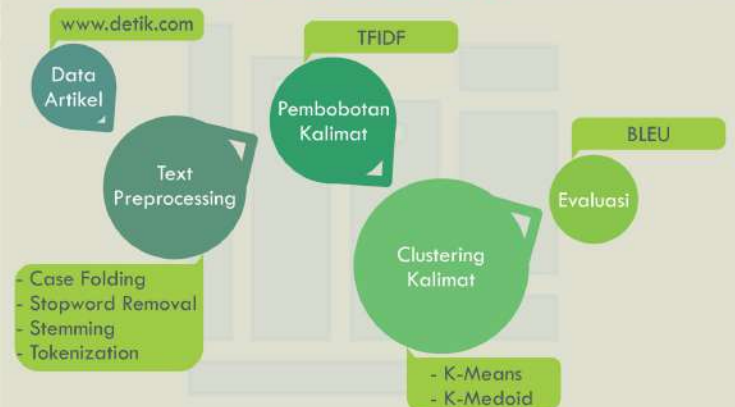 www.detik.com
Data
Artikel
Text
Preprocessing
- Case Folding
- Stopword Removal
- Stemming
- Tokenization
TFIDF
Pembobotan
Kalimat
Clustering
Kalimat
- K-Means
- K-Medoid
BLEU
Evaluasi